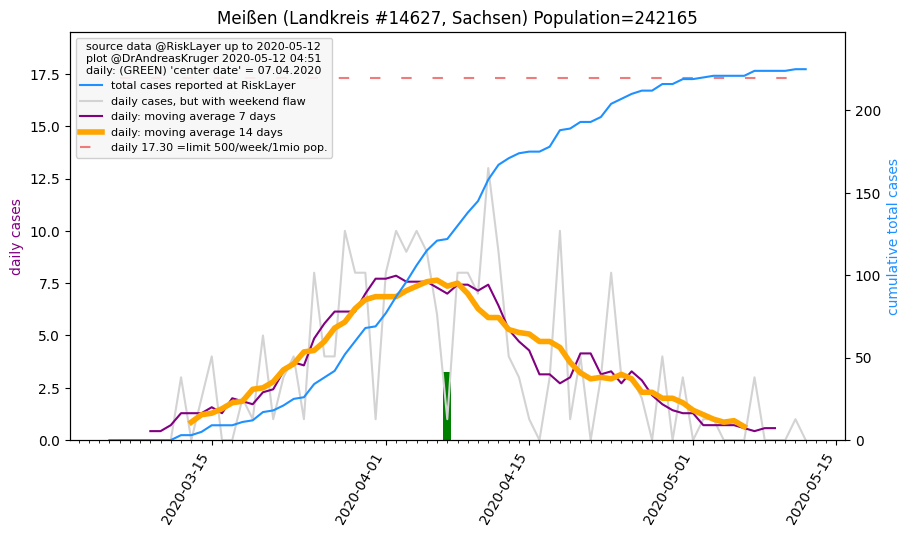 Meißen (Landkreis #14627, Sachsen) Population=242165
source data @RiskLayer up to 2020-05-12
plot @DrAndreasKruger 2020-05-12 04:51
daily: (GREEN) 'center date' = 07.04.2020
total cases reported at RiskLayer
daily cases, but with weekend flaw
daily: moving average 7 days
daily: moving average 14 days
daily 17.30 =limit 500/week/1mio pop.
daily cases
17.5
15.0
12.5
10.0
7.5
5.0
2.5
0.0
cumulative total cases
200
150
100
50
0
2020-03-15
2020-04-01
2020-04-15
2020-05-01
2020-05-15